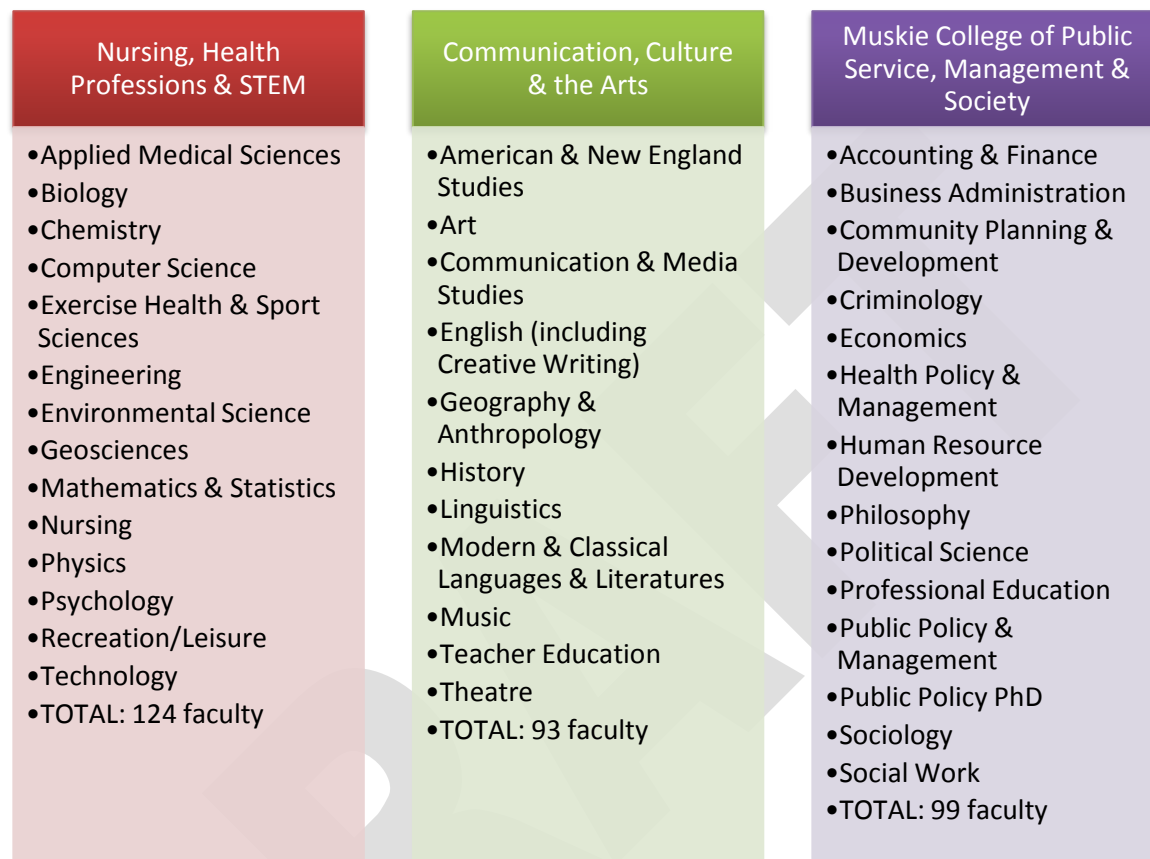 Nursing, Health
Professions & STEM
•Applied Medical Sciences
•Biology
•Chemistry
•Computer Science
•Exercise Health & Sport
Sciences
•Engineering
•Environmental Science
•Geosciences
•Mathematics & Statistics
•Nursing
•Physics
•Psychology
•Recreation/Leisure
•Technology
•TOTAL: 124 faculty
Communication, Culture
& the Arts
•American & New England
Studies
•Art
•Communication & Media
Studies
•English (including
Creative Writing)
•Geography &
Anthropology
•History
•Linguistics
•Modern & Classical
Languages & Literatures
•Music
•Teacher Education
•Theatre
•TOTAL: 93 faculty
Muskie College of Public
Service, Management &
Society
•Accounting & Finance
•Business Administration
•Community Planning &
Development
•Criminology
•Economics
•Health Policy &
Management
•Human Resource
Development
•Philosophy
•Political Science
•Professional Education
•Public Policy &
Management
•Public Policy PhD
•Sociology
•Social Work
•TOTAL: 99 faculty
DRAFT